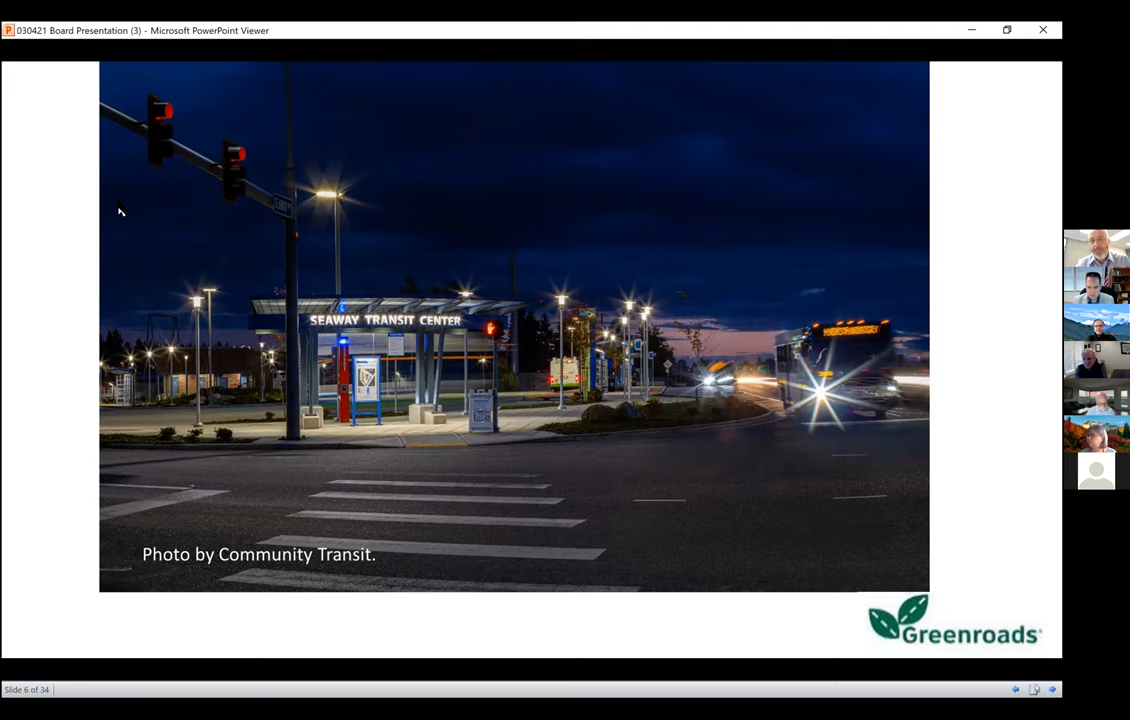 030421 Board Presentation (3) - Microsoft PowerPoint Viewer
SEAWAY TRANSIT CENTER
Photo by Community Transit.
Greenroads
Slide 6 of 34